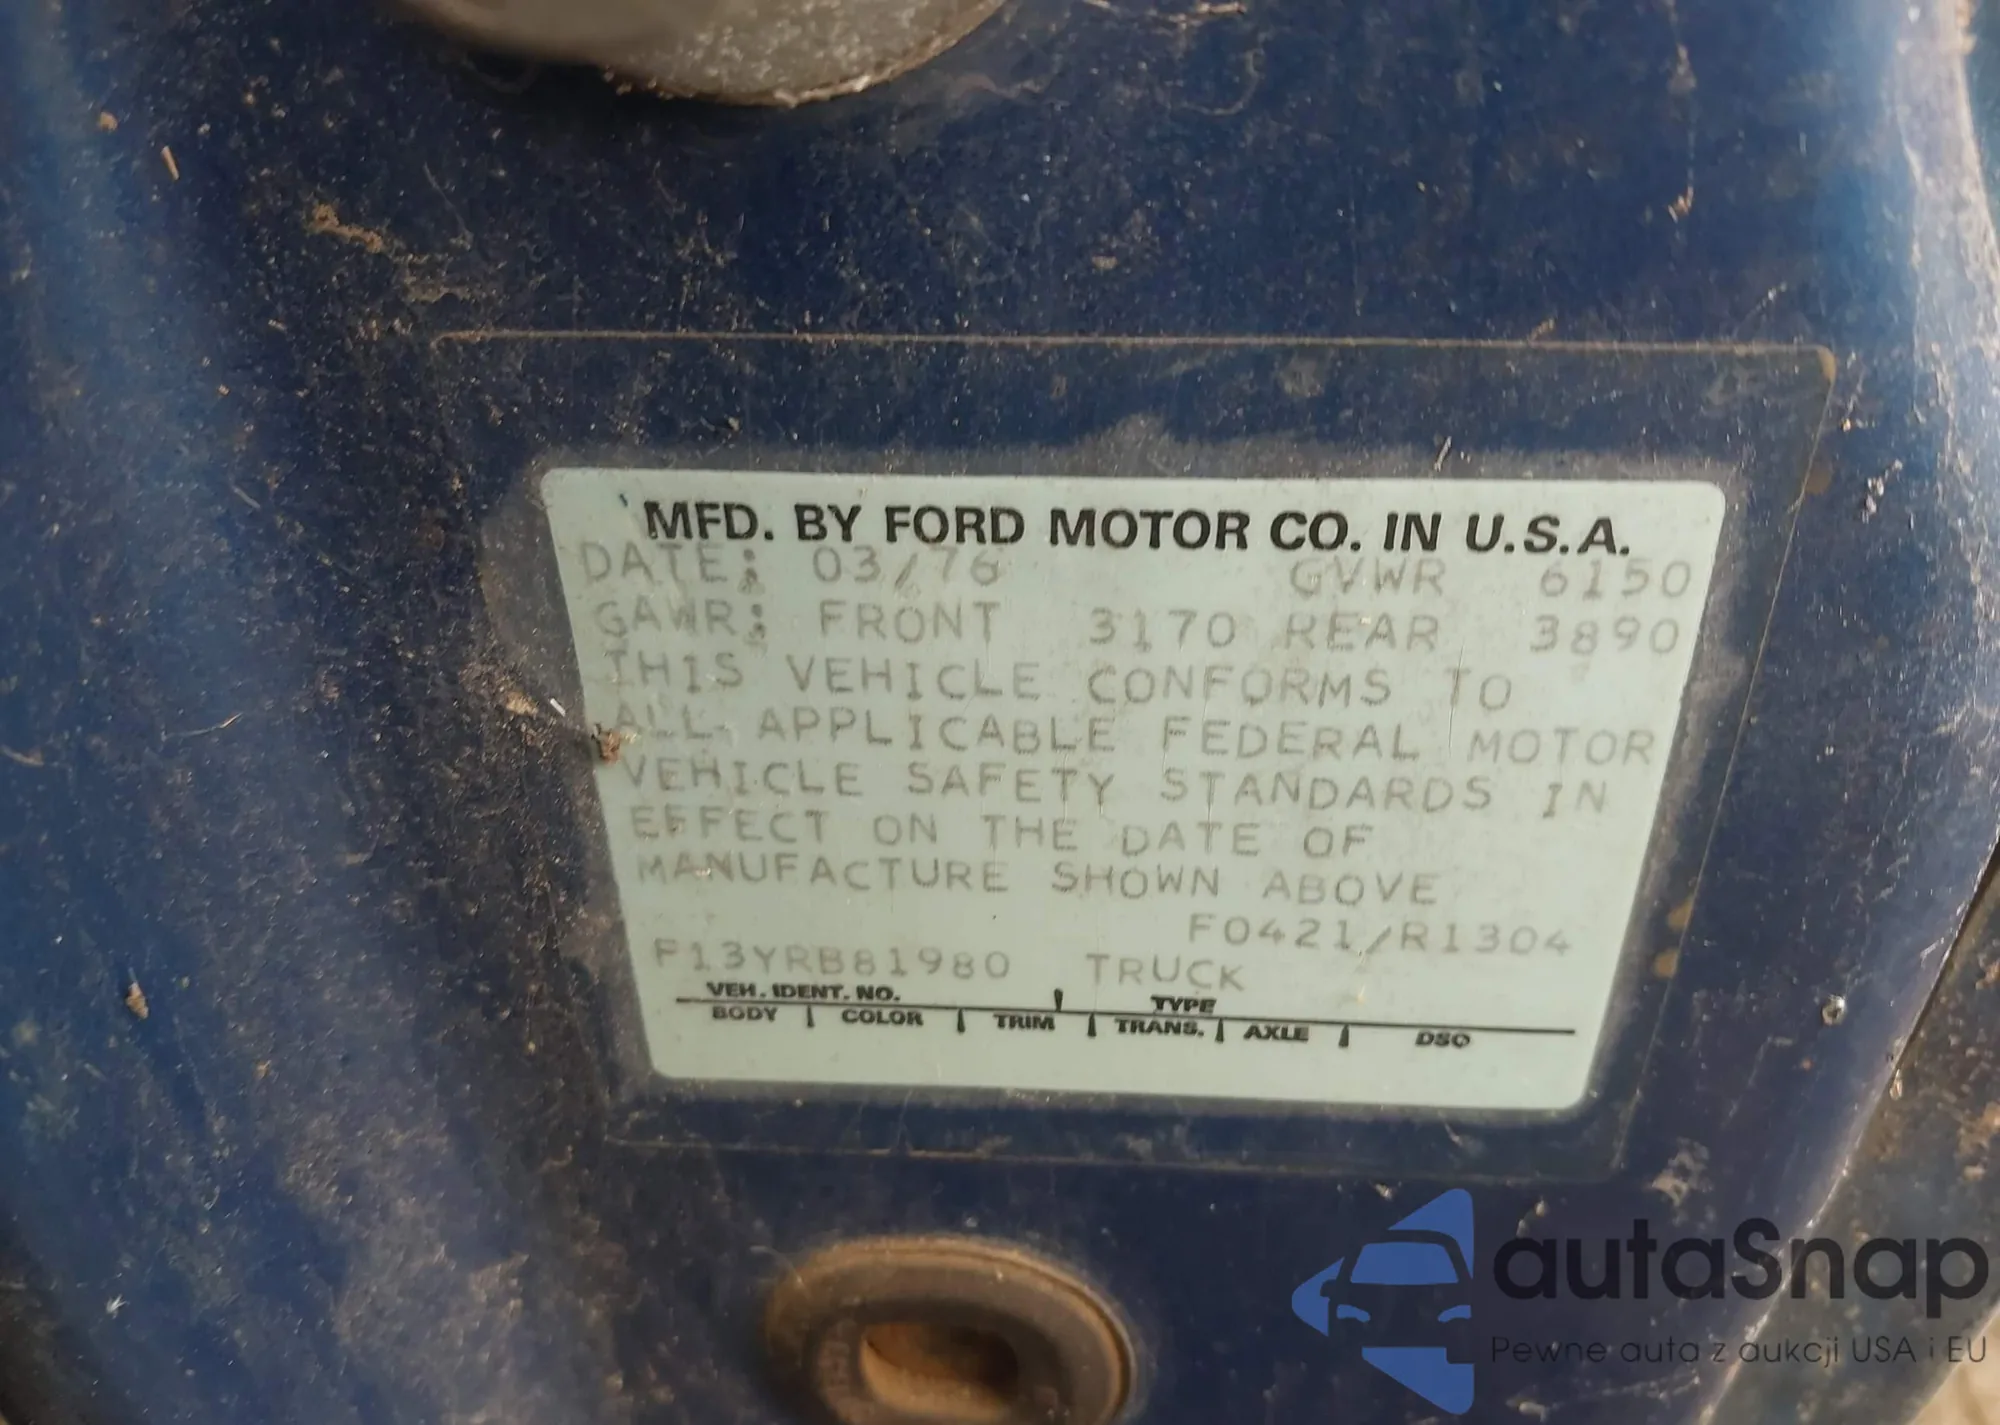 MFD. BY FORD MOTOR CO. IN U.S.A.
DATE: 03/76 GVWR 6150
GAWR: FRONT 3170 REAR 3890
THIS VEHICLE CONFORMS TO
ALL APPLICABLE FEDERAL MOTOR
VEHICLE SAFETY STANDARDS IN
EFFECT ON THE DATE OF
MANUFACTURE SHOWN ABOVE
F0421/R1304
F13YRB81980 TRUCK
VEH. IDENT. NO. TYPE
BODY COLOR TRIM TRANS. AXLE DSO
autaSnap
Pewne auta z aukcji USA i EU